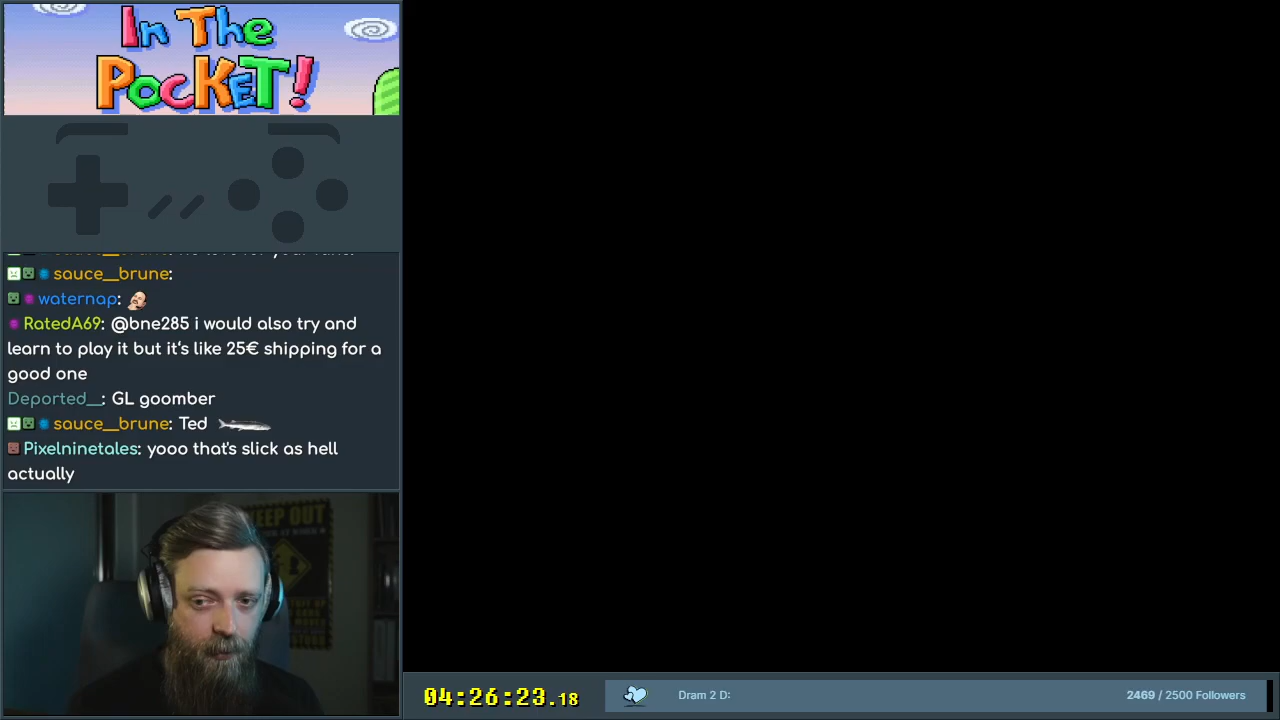 In The
POCKET!
sauce__brune:
waternap:
RatedA69: @bne285 i would also try and
learn to play it but it's like 25€ shipping for a
good one
Deported__: GL goomber
sauce__brune: Ted
Pixelninetales: yooo that's slick as hell
actually
KEEP OUT
04:26:23.18
Dram 2 D:
2469 / 2500 Followers